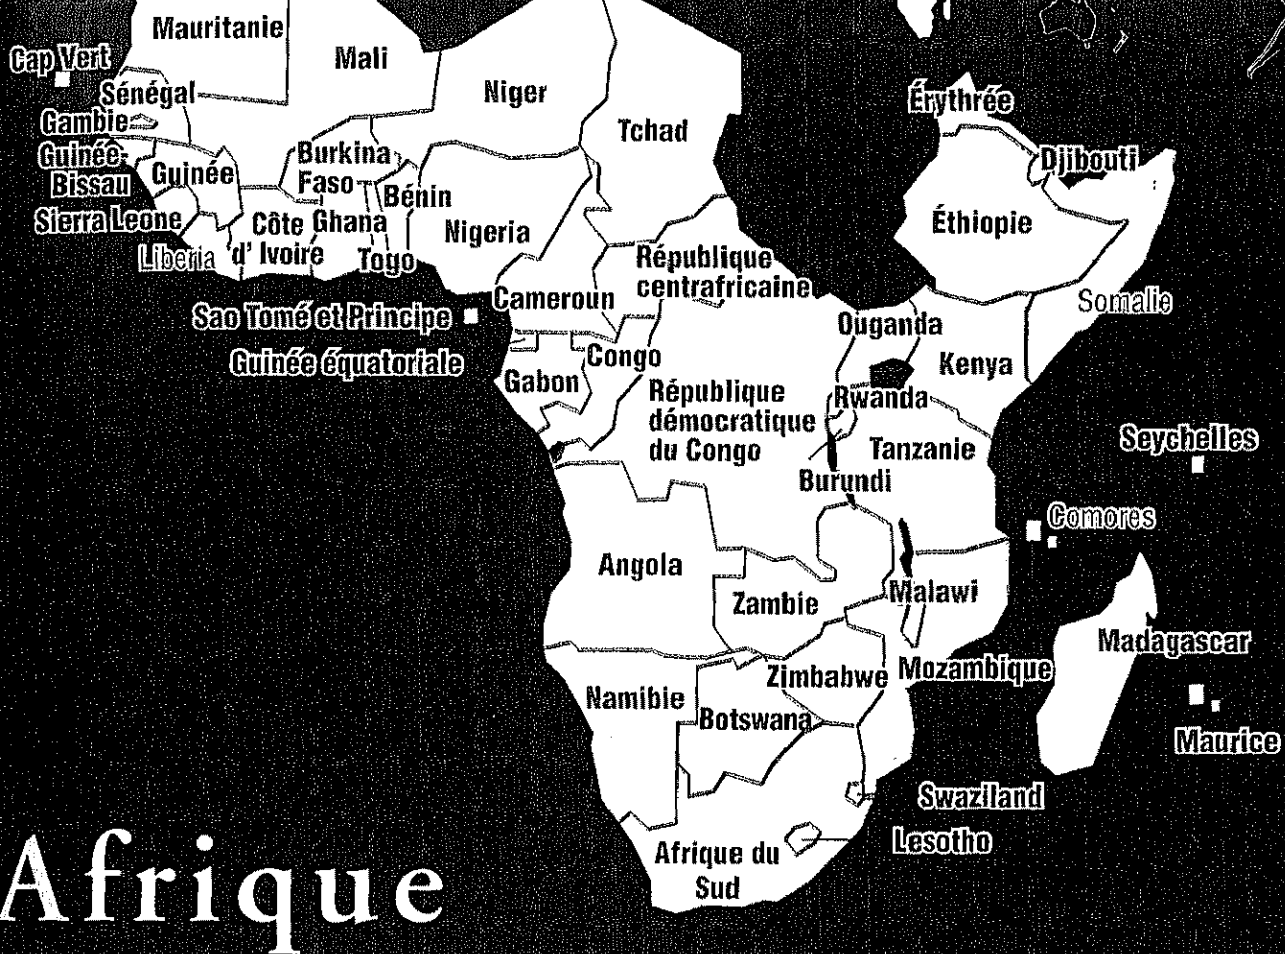 Mauritanie
Mali
Cap Vert
Niger
Sénégal
Gambie
Érythrée
Tchad
Guinée-
Bissau
Guinée
Burkina
Faso
Djibouti
Bénin
Sierra Leone
Côte
d' Ivoire
Ghana
Nigeria
Éthiopie
Liberia
Togo
République
centrafricaine
Cameroun
Somalie
Sao Tomé et Principe
Ouganda
Guinée équatoriale
Congo
Kenya
Gabon
République
démocratique
du Congo
Rwanda
Tanzanie
Seychelles
Burundi
Comores
Angola
Zambie
Malawi
Madagascar
Mozambique
Zimbabwe
Namibie
Botswana
Maurice
Swaziland
Lesotho
Afrique du
Sud
Afrique